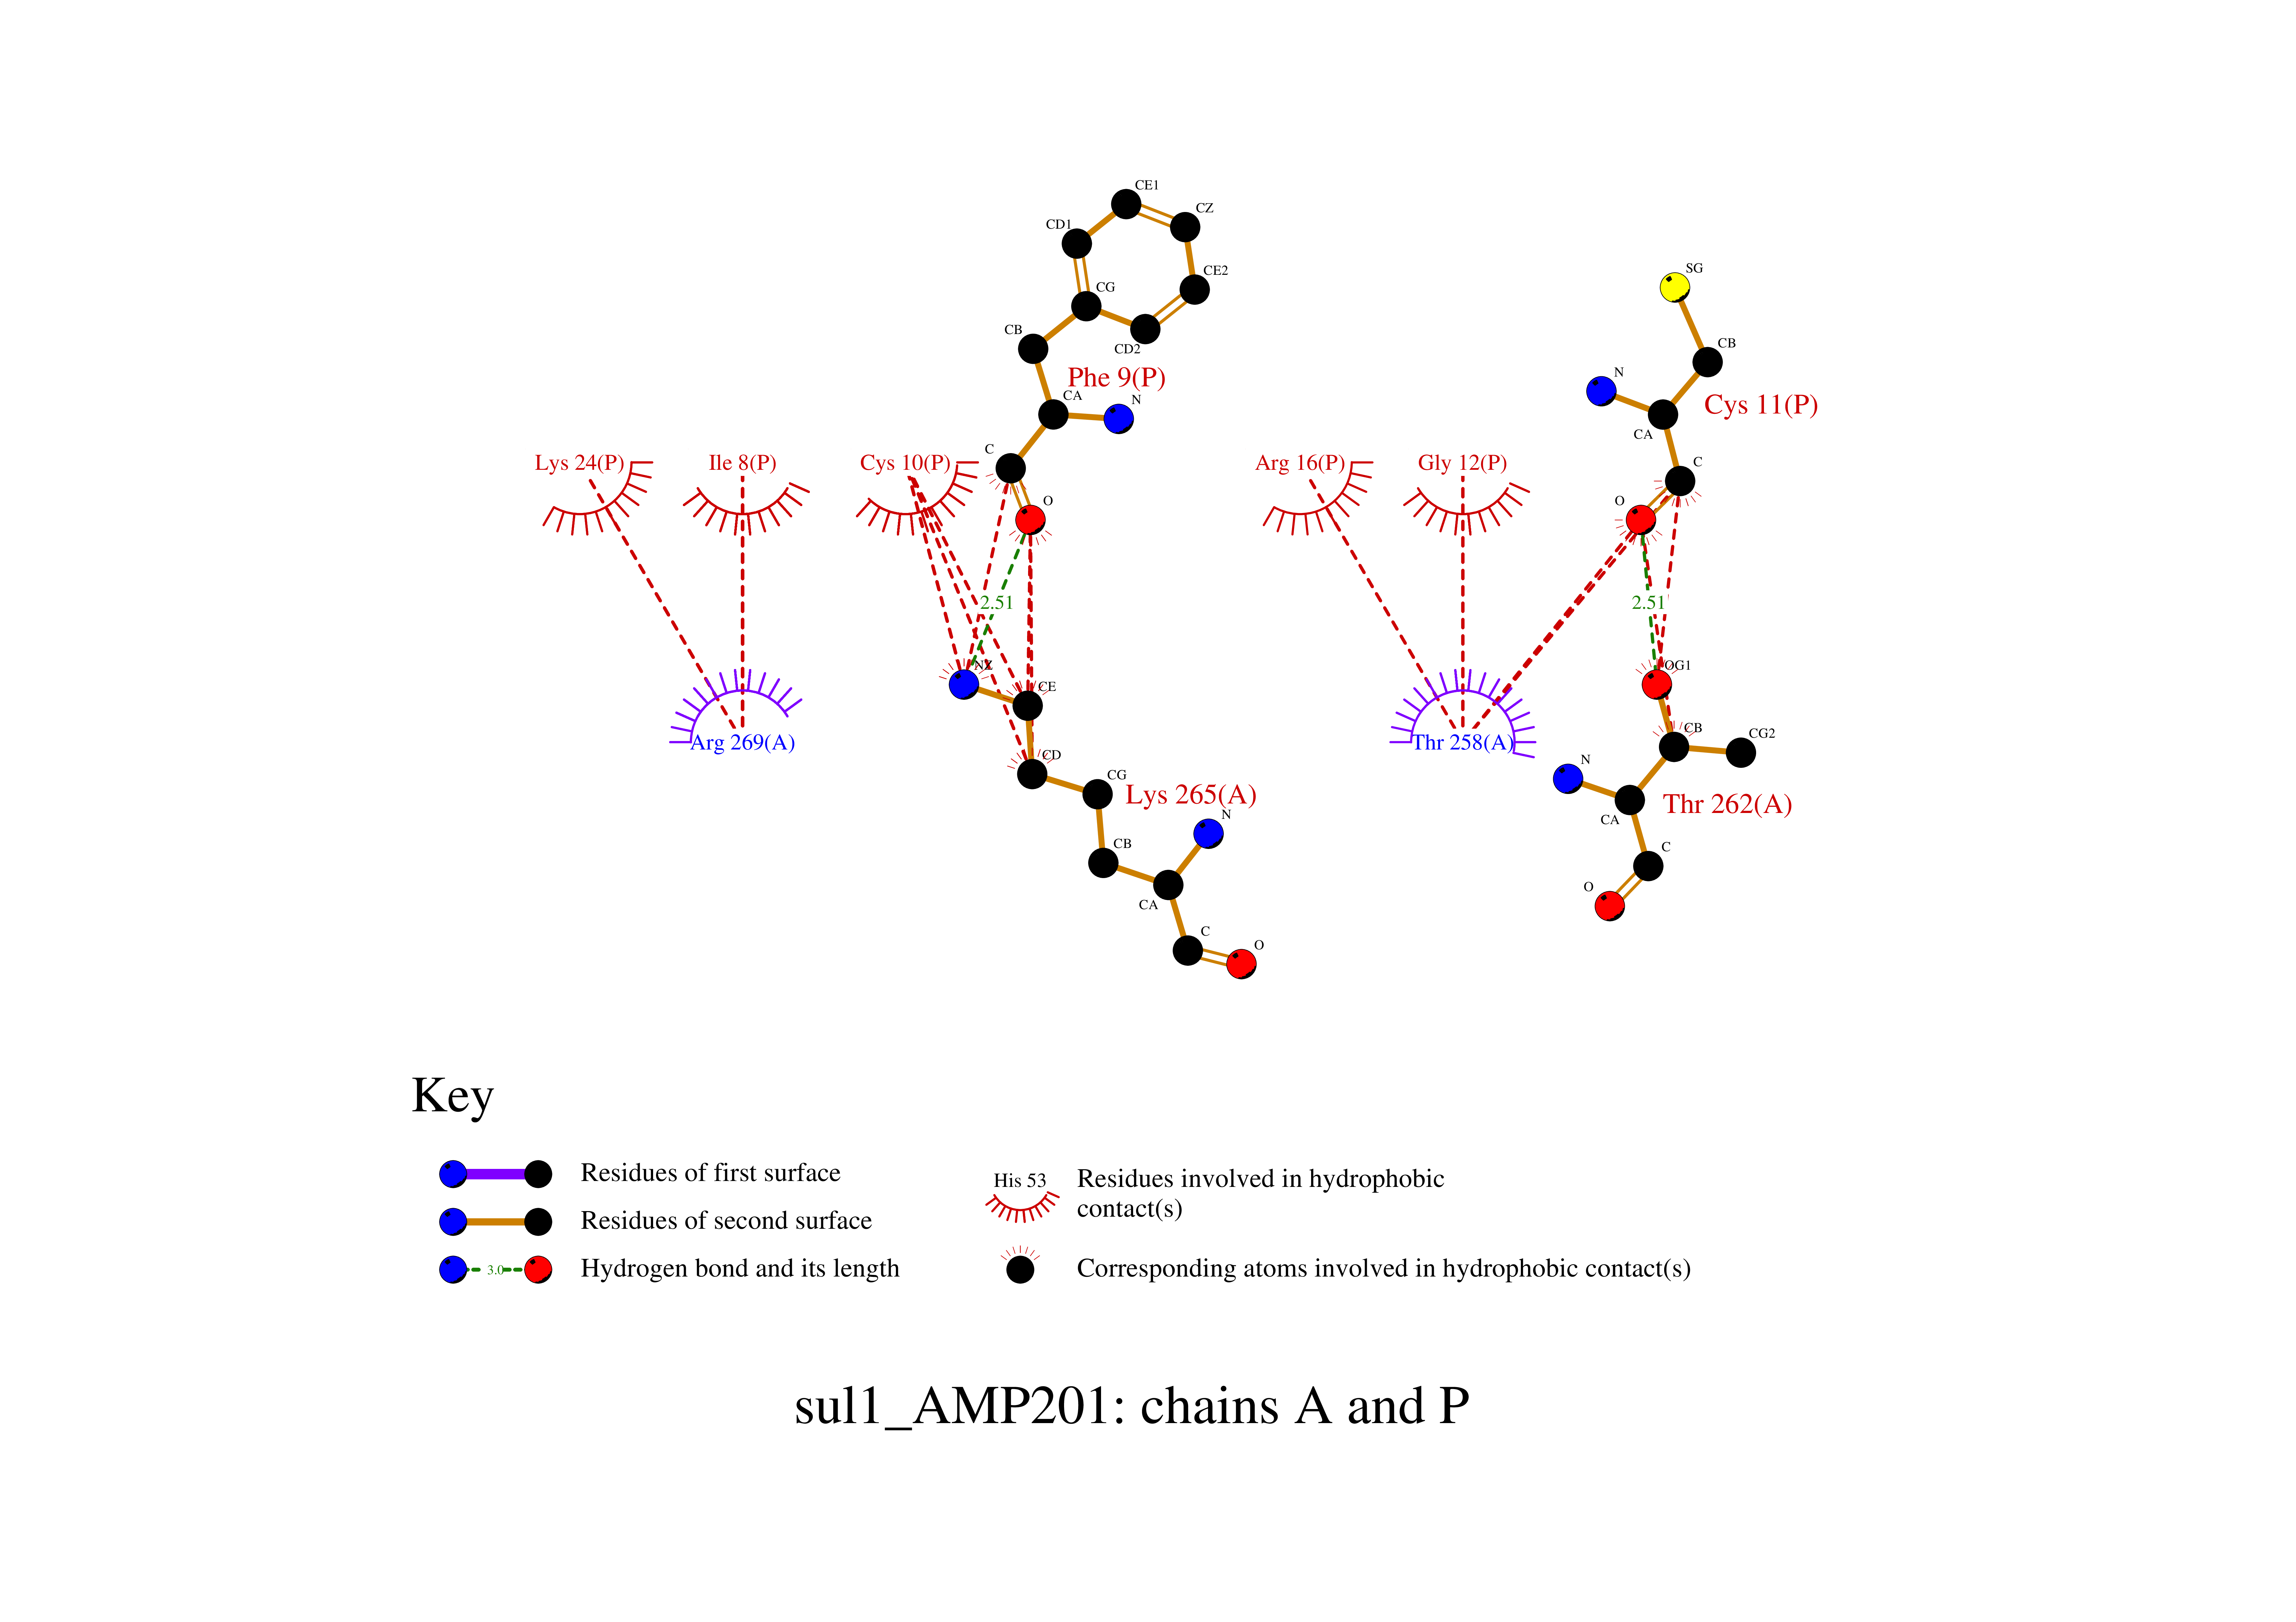 CE1
CZ
CD1
CE2
CG
CB
CD2
Phe 9(P)
CA
N
C
O
SG
CB
N
Cys 11(P)
CA
C
O
Lys 24(P)
Ile 8(P)
Cys 10(P)
Arg 16(P)
Gly 12(P)
2.51
2.51
NZ
CE
CD
CG
Lys 265(A)
N
CB
CA
C
O
Arg 269(A)
Thr 258(A)
OG1
CB
CG2
N
Thr 262(A)
CA
C
O
Key
Residues of first surface
Residues of second surface
3.0
Hydrogen bond and its length
His 53
Residues involved in hydrophobic
contact(s)
Corresponding atoms involved in hydrophobic contact(s)
sul1_AMP201: chains A and P